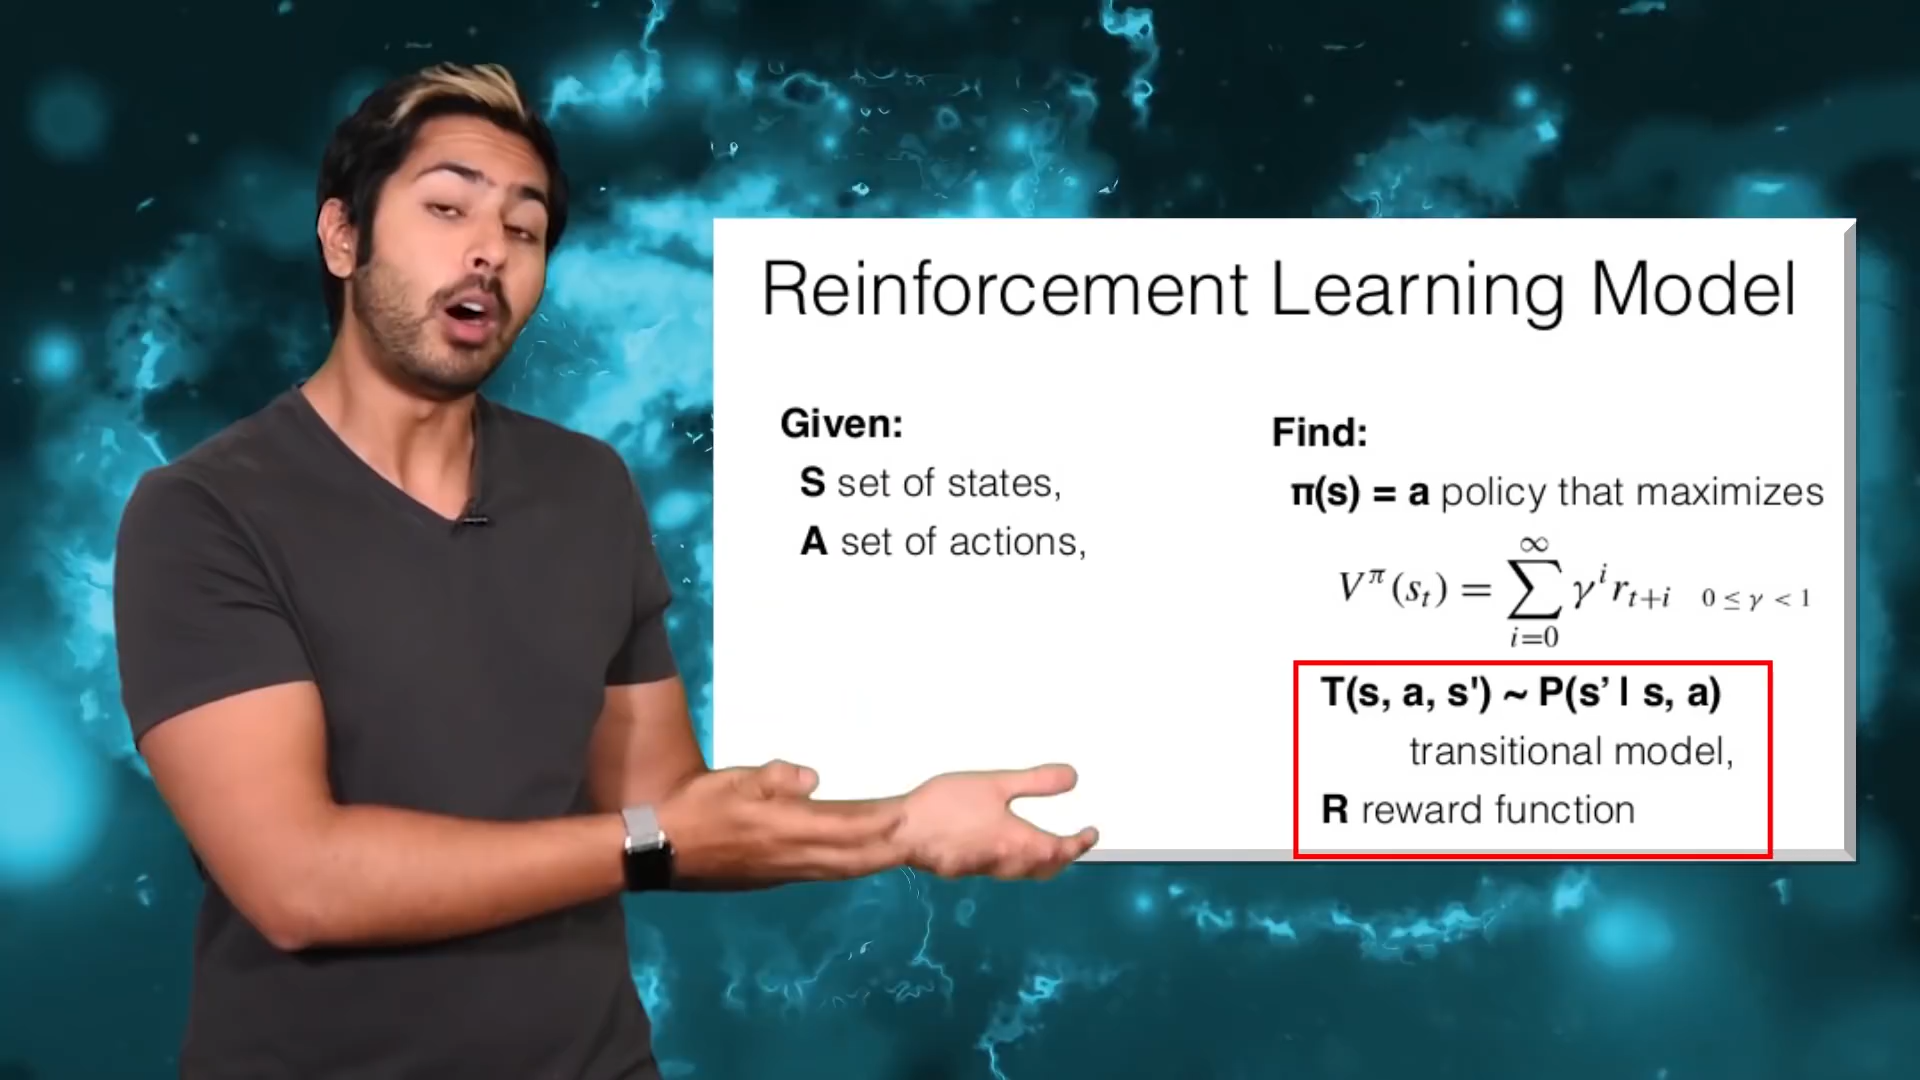 Reinforcement Learning Model
Given:
S set of states,
A set of actions,
Find:
π(s) = a policy that maximizes
V^π(s_t) = ∑_{i=0}^{∞} γ^i r_{t+i} 0 ≤ γ < 1
T(s, a, s') ~ P(s’ | s, a)
transitional model,
R reward function